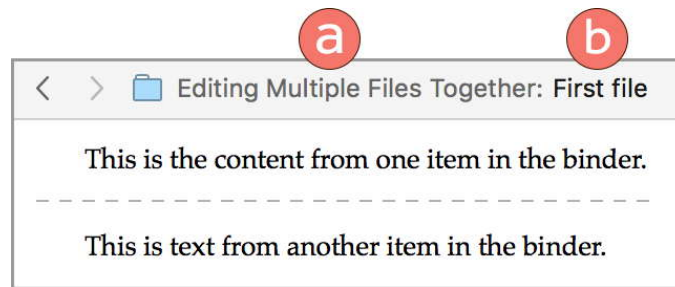 a b
Editing Multiple Files Together: First file
This is the content from one item in the binder.
This is text from another item in the binder.